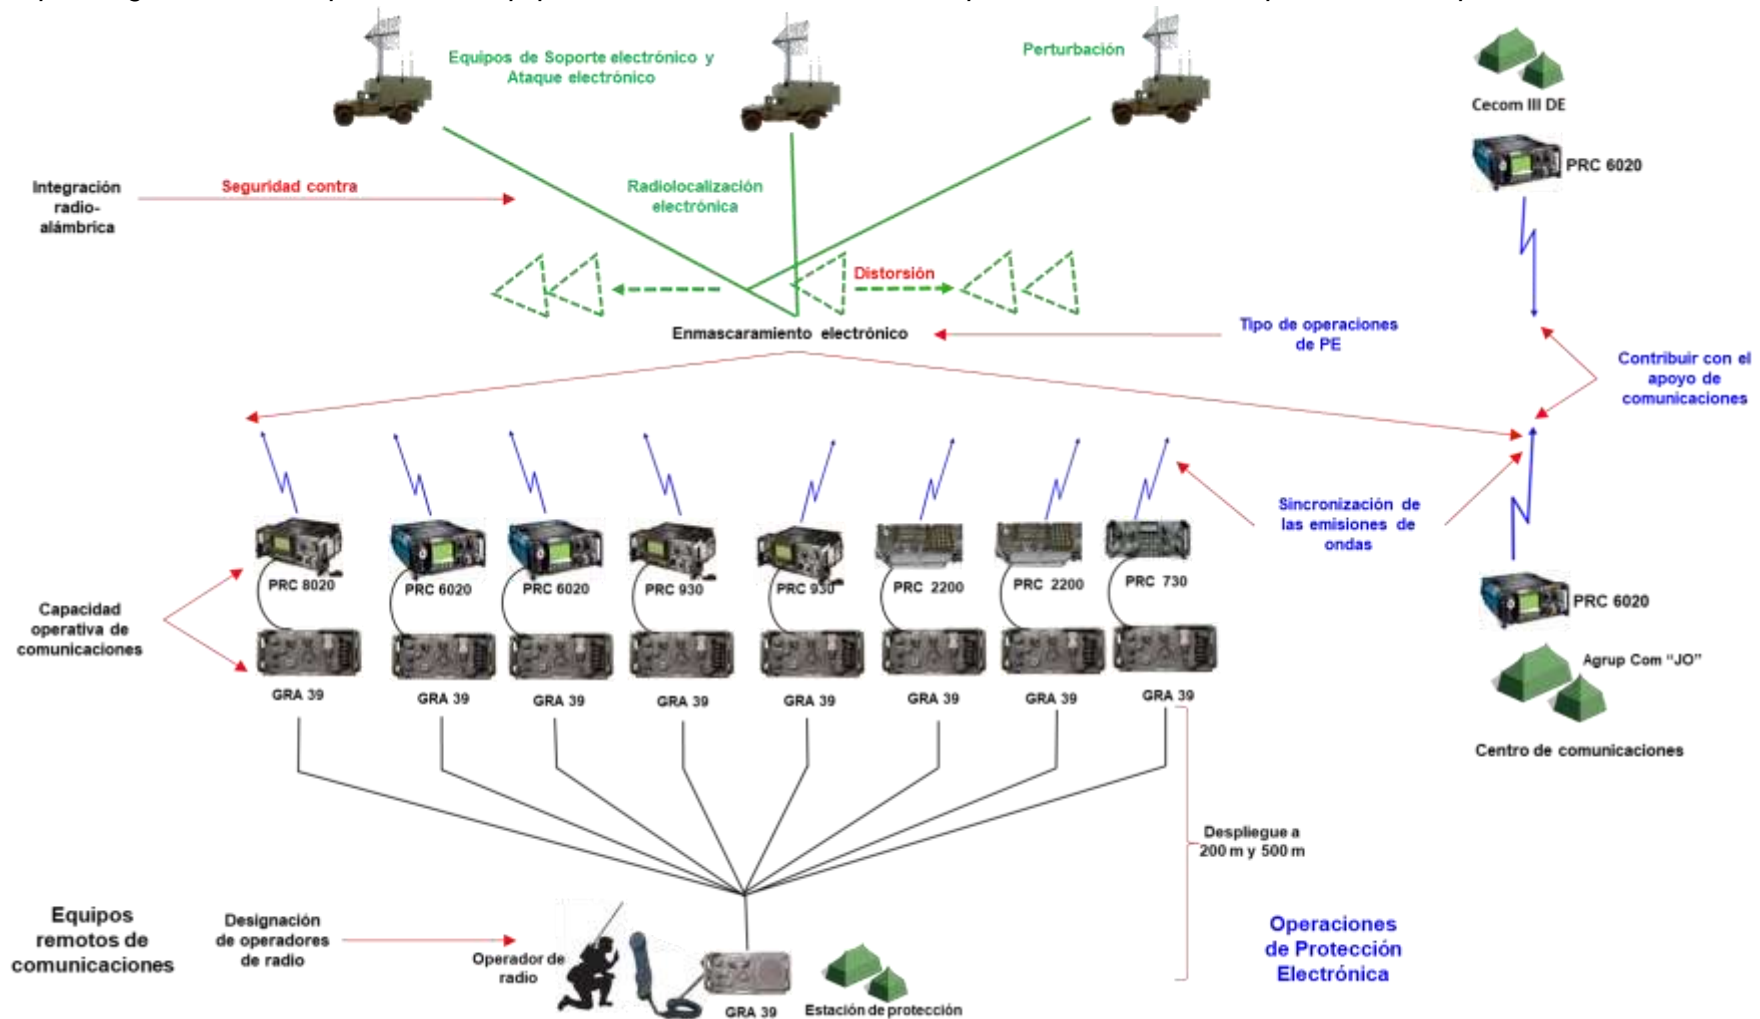 Equipos de Soporte electrónico y
Ataque electrónico
Perturbación
Cecom III DE
PRC 6020
Integración
radio-
alámbrica
Seguridad contra
Radiolocalización
electrónica
Distorsión
Enmascaramiento electrónico
Tipo de operaciones
de PE
Contribuir con el
apoyo de
comunicaciones
Sincronización de
las emisiones de
ondas
PRC 8020
PRC 6020
PRC 6020
PRC 930
PRC 930
PRC 2200
PRC 2200
PRC 730
PRC 6020
Capacidad
operativa de
comunicaciones
GRA 39
GRA 39
GRA 39
GRA 39
GRA 39
GRA 39
GRA 39
GRA 39
Agrup Com “JO”
Centro de comunicaciones
Despliegue a
200 m y 500 m
Equipos
remotos de
comunicaciones
Designación
de operadores
de radio
Operador de
radio
GRA 39
Estación de protección
Operaciones
de Protección
Electrónica